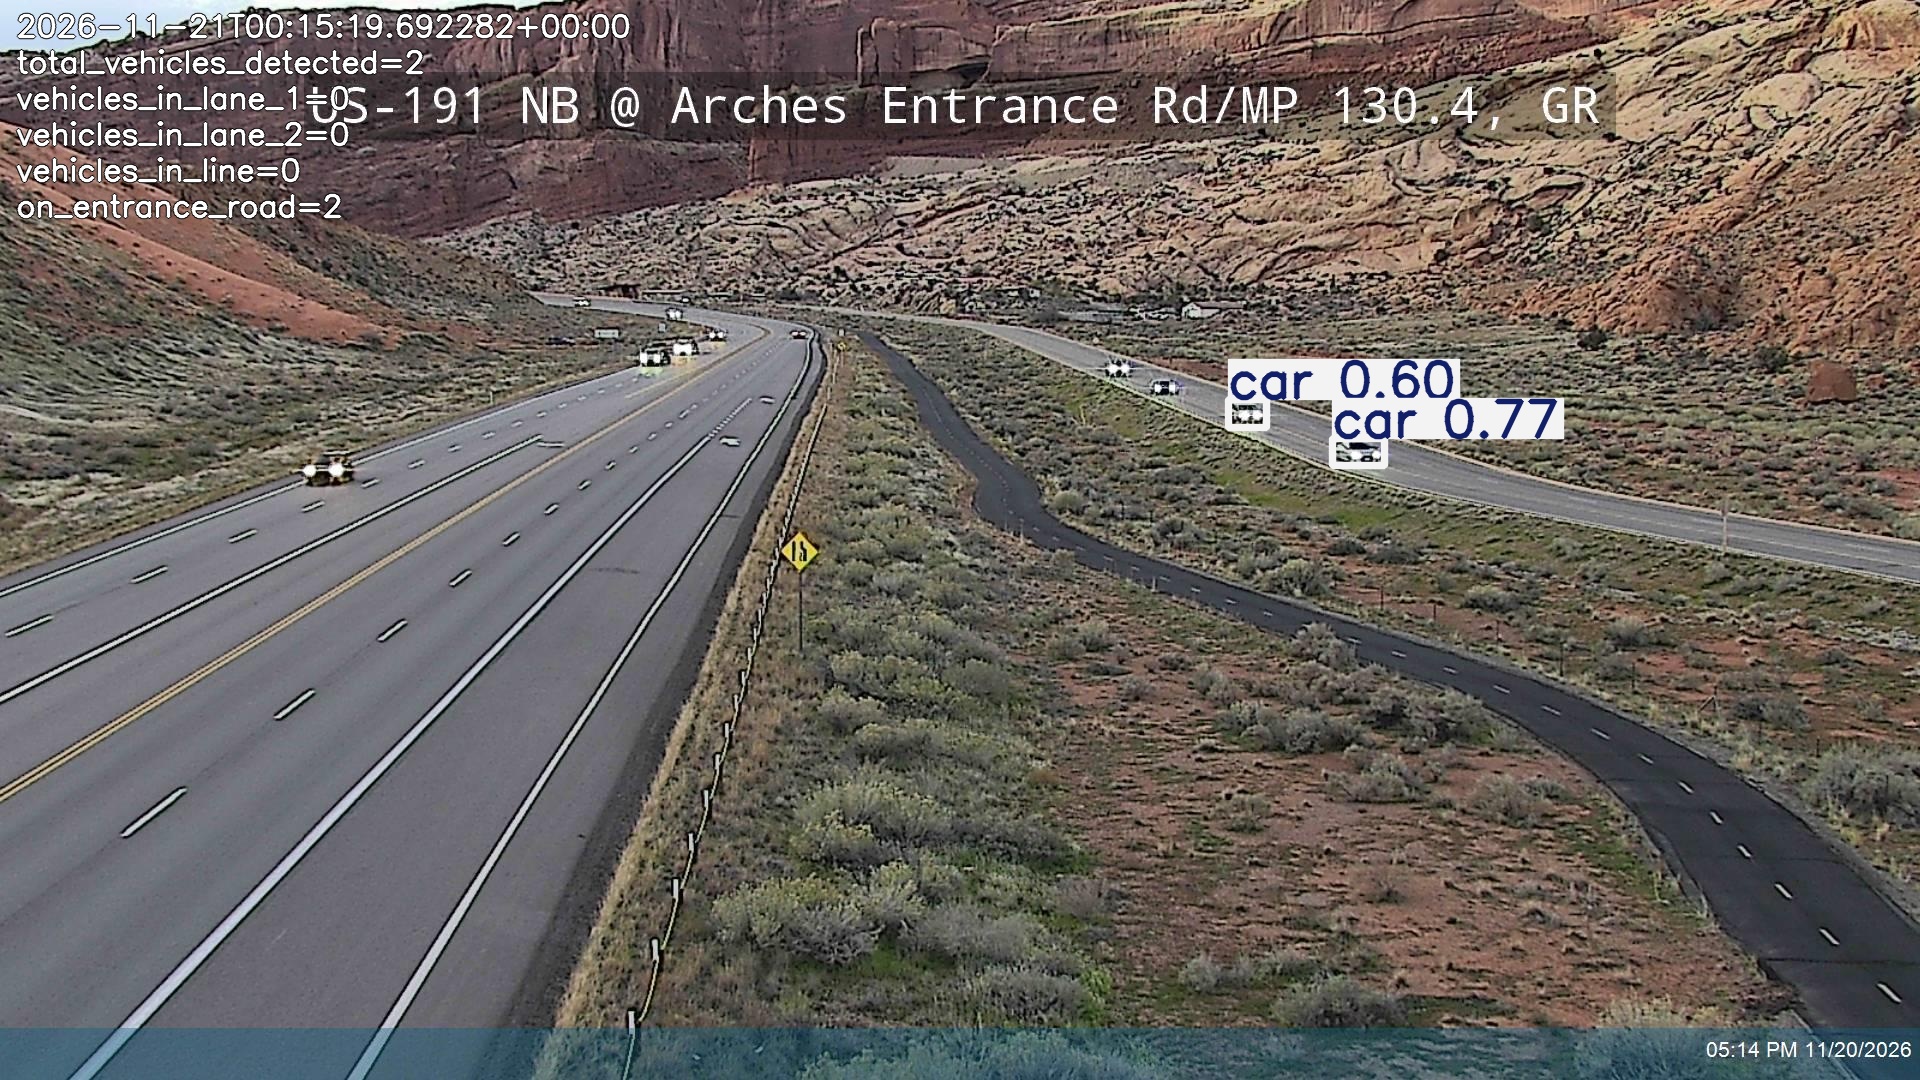 2026-11-21T00:15:19.692282+00:00
total_vehicles_detected=2
vehicles_in_lane_1=0
US-191 NB @ Arches Entrance Rd/MP 130.4, GR
vehicles_in_lane_2=0
vehicles_in_line=0
on_entrance_road=2
car 0.60
car 0.77
05:14 PM 11/20/2026